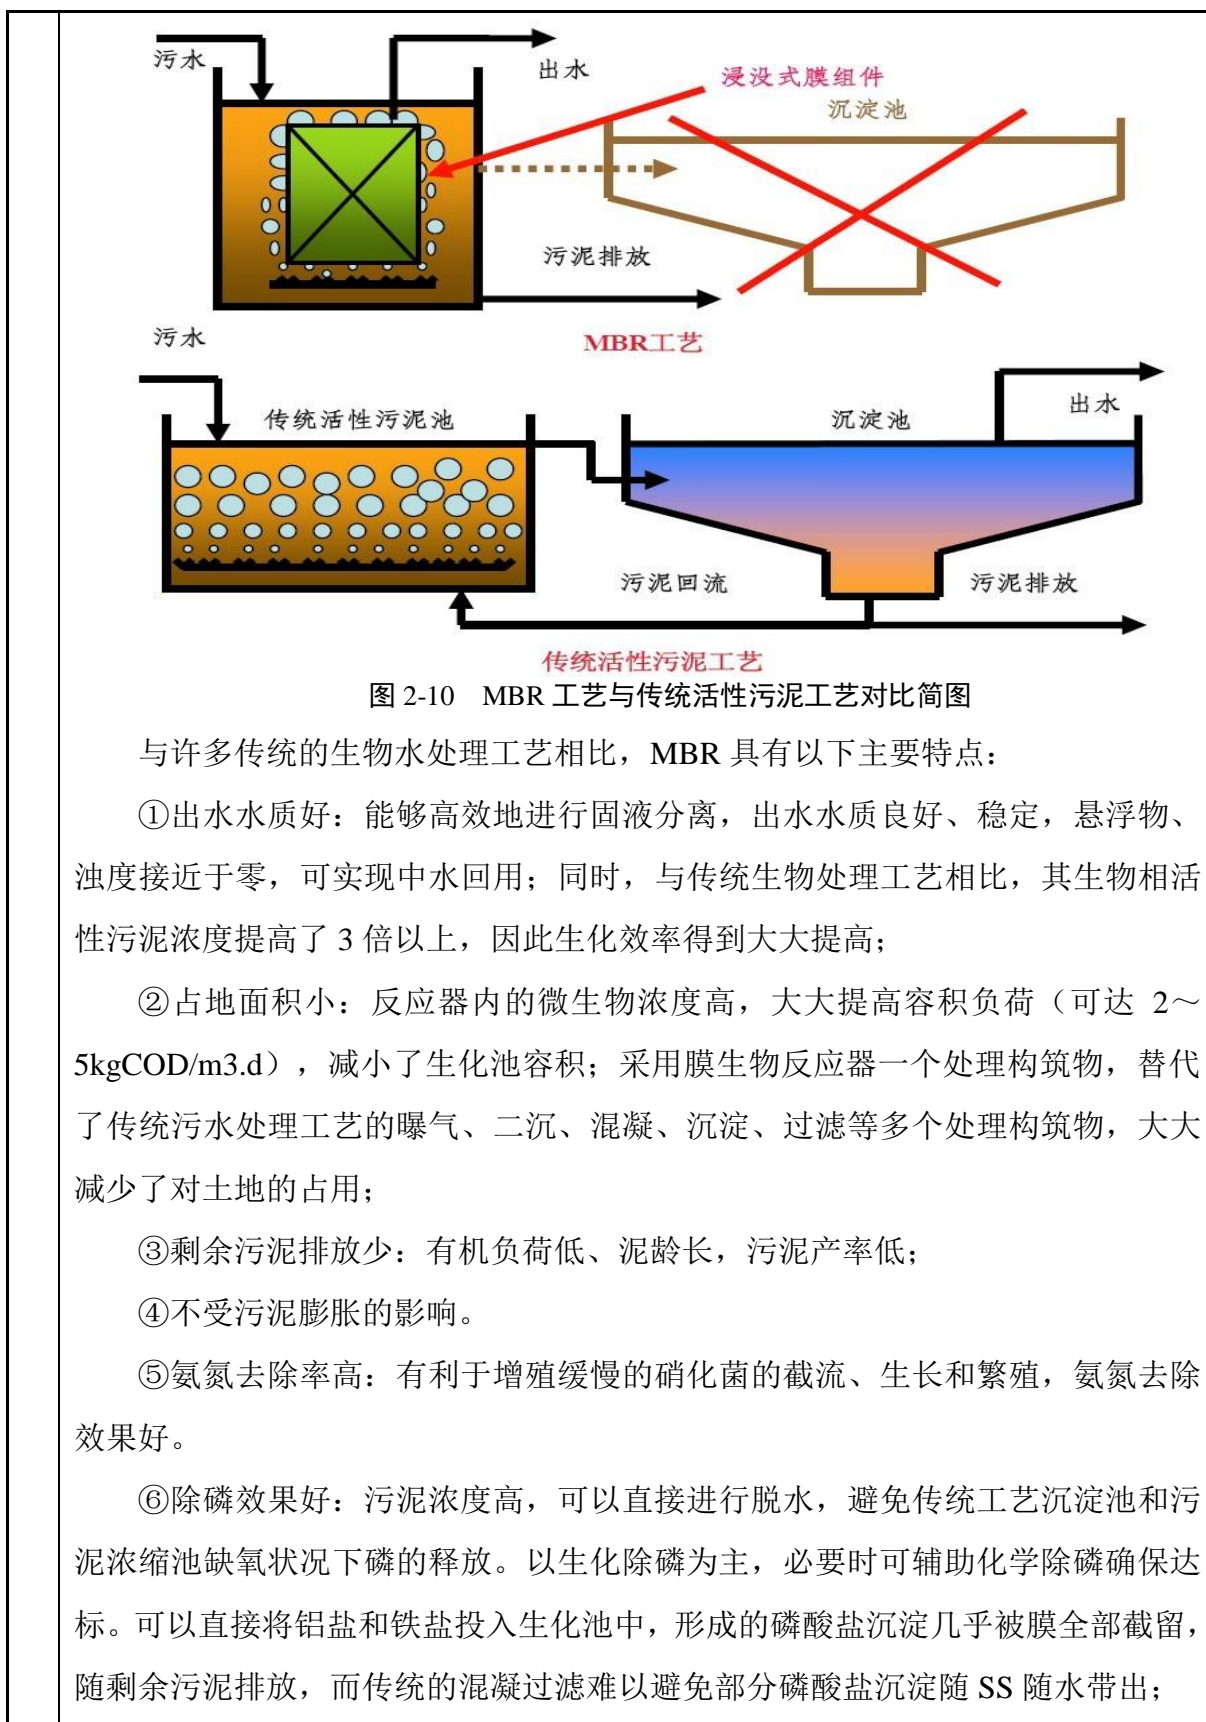 污水
出水
浸没式膜组件
沉淀池
污泥排放
MBR工艺
污水
传统活性污泥池
沉淀池
出水
污泥回流
污泥排放
传统活性污泥工艺
图 2-10 MBR 工艺与传统活性污泥工艺对比简图
与许多传统的生物水处理工艺相比，MBR 具有以下主要特点：
①出水水质好：能够高效地进行固液分离，出水水质良好、稳定，悬浮物、
浊度接近于零，可实现中水回用；同时，与传统生物处理工艺相比，其生物相活
性污泥浓度提高了 3 倍以上，因此生化效率得到大大提高；
②占地面积小：反应器内的微生物浓度高，大大提高容积负荷（可达 2～
5kgCOD/m3.d），减小了生化池容积；采用膜生物反应器一个处理构筑物，替代
了传统污水处理工艺的曝气、二沉、混凝、沉淀、过滤等多个处理构筑物，大大
减少了对土地的占用；
③剩余污泥排放少：有机负荷低、泥龄长，污泥产率低；
④不受污泥膨胀的影响。
⑤氨氮去除率高：有利于增殖缓慢的硝化菌的截流、生长和繁殖，氨氮去除
效果好。
⑥除磷效果好：污泥浓度高，可以直接进行脱水，避免传统工艺沉淀池和污
泥浓缩池缺氧状况下磷的释放。以生化除磷为主，必要时可辅助化学除磷确保达
标。可以直接将铝盐和铁盐投入生化池中，形成的磷酸盐沉淀几乎被膜全部截留，
随剩余污泥排放，而传统的混凝过滤难以避免部分磷酸盐沉淀随 SS 随水带出；